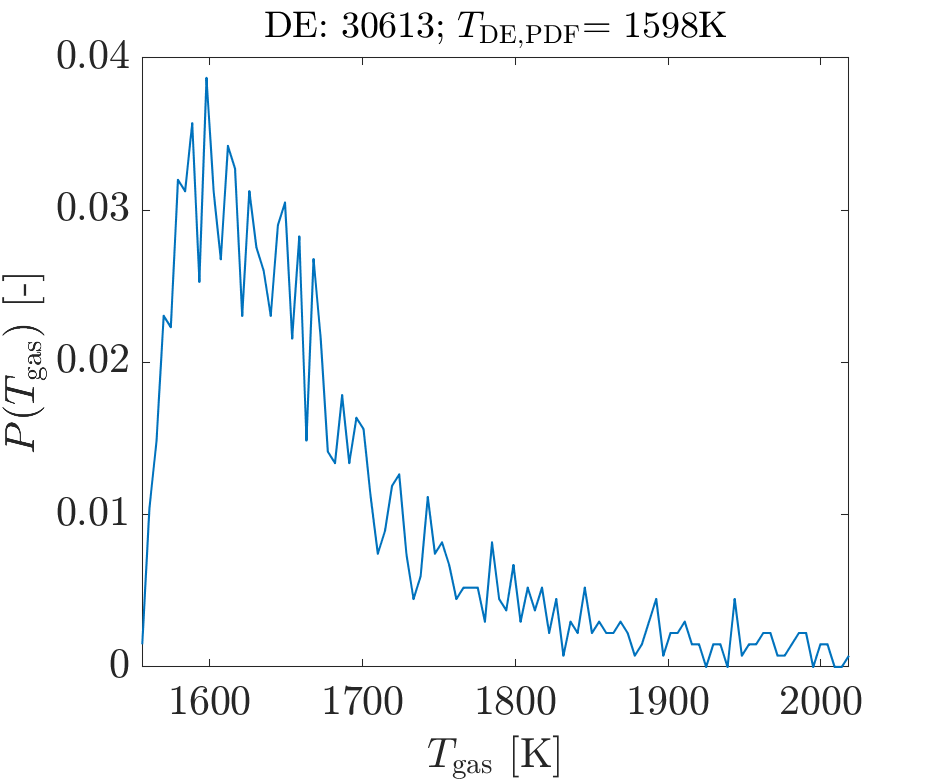 DE: 30613; T_DE,PDF= 1598K
0.04
0.03
0.02
0.01
0
P(T_gas) [-]
1600 1700 1800 1900 2000
T_gas [K]